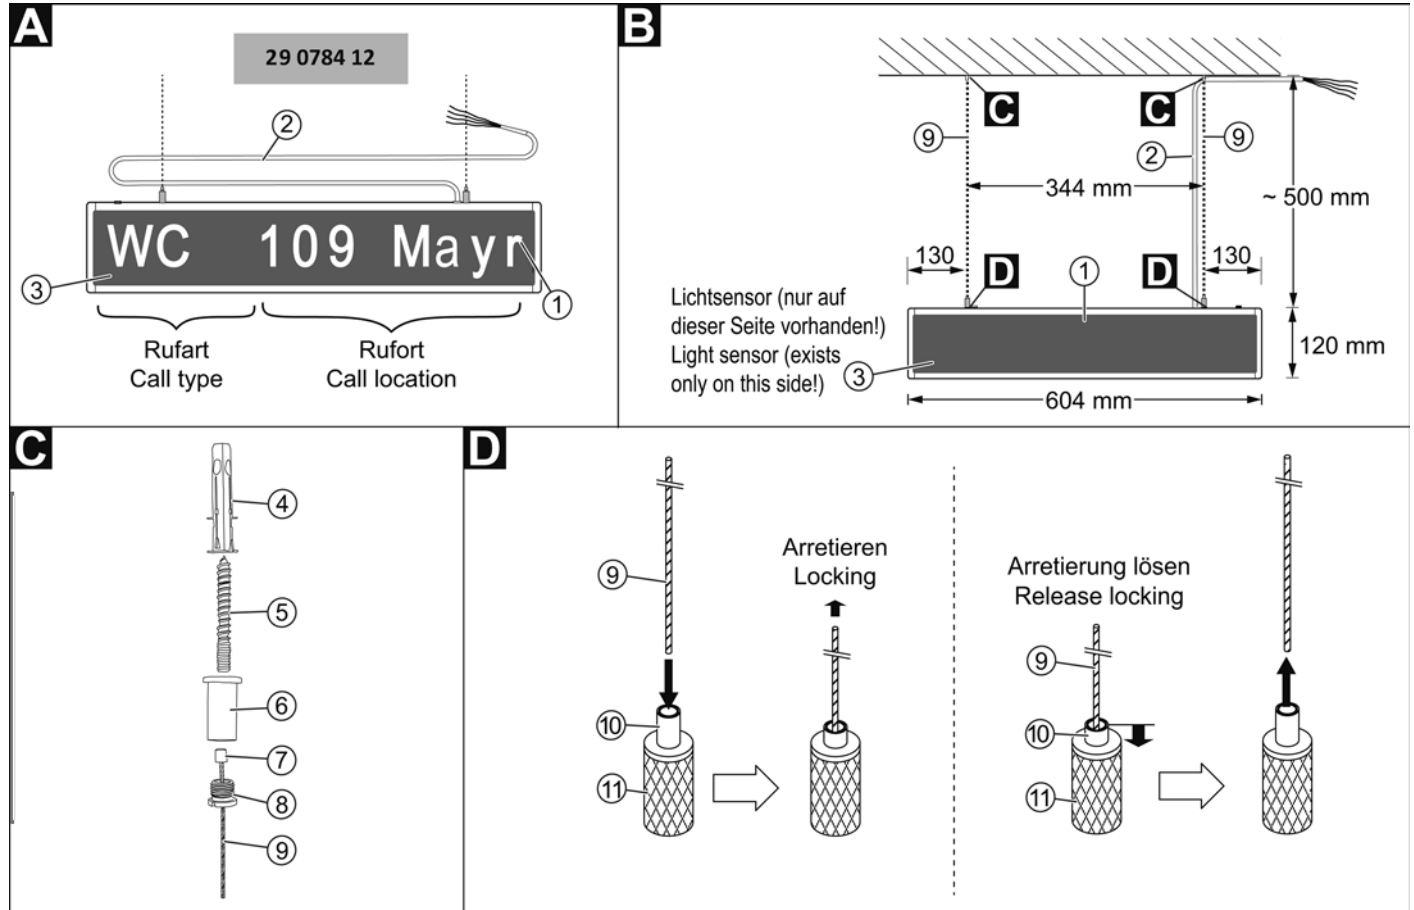 A
29 0784 12
2
WC 109 Mayr
3
1
Rufart
Call type
Rufort
Call location
B
C
C
9
9
2
344 mm
~ 500 mm
130
130
D
D
1
Lichtsensor (nur auf
dieser Seite vorhanden!)
Light sensor (exists
only on this side!)
3
120 mm
604 mm
C
4
5
6
7
8
9
D
9
10
11
Arretieren
Locking
Arretierung lösen
Release locking
9
10
11